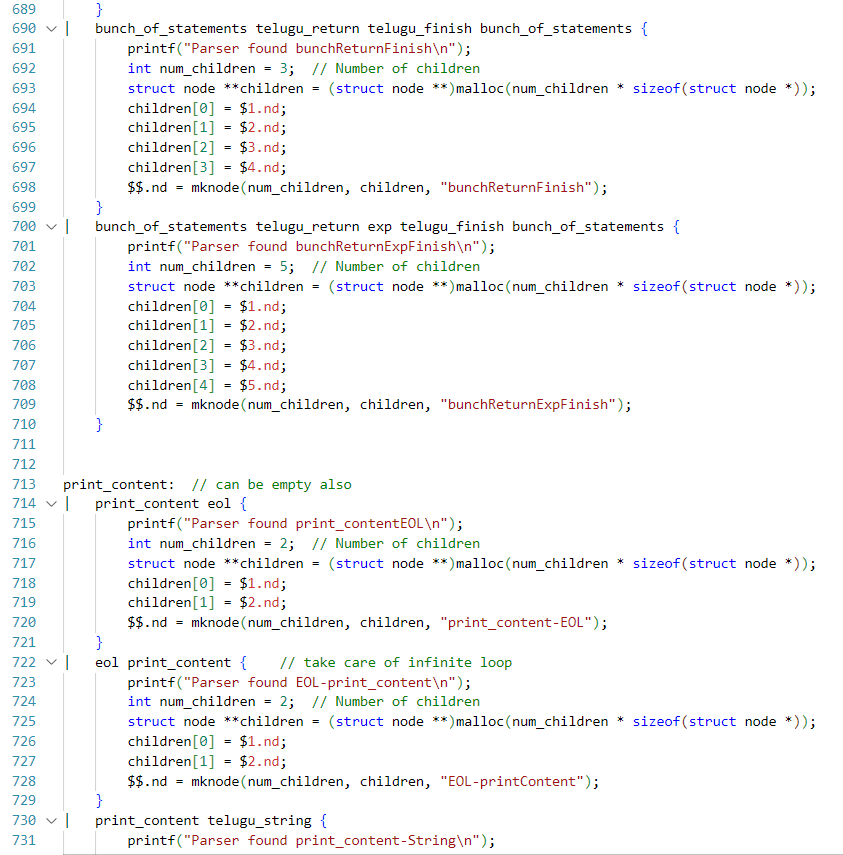 689 }
690 | bunch_of_statements telugu_return telugu_finish bunch_of_statements {
691 printf("Parser found bunchReturnFinish\n");
692 int num_children = 3;  // Number of children
693 struct node **children = (struct node **)malloc(num_children * sizeof(struct node *));
694 children[0] = $1.nd;
695 children[1] = $2.nd;
696 children[2] = $3.nd;
697 children[3] = $4.nd;
698 $$.nd = mknode(num_children, children, "bunchReturnFinish");
699 }
700 | bunch_of_statements telugu_return exp telugu_finish bunch_of_statements {
701 printf("Parser found bunchReturnExpFinish\n");
702 int num_children = 5;  // Number of children
703 struct node **children = (struct node **)malloc(num_children * sizeof(struct node *));
704 children[0] = $1.nd;
705 children[1] = $2.nd;
706 children[2] = $3.nd;
707 children[3] = $4.nd;
708 children[4] = $5.nd;
709 $$.nd = mknode(num_children, children, "bunchReturnExpFinish");
710 }
711
712
713 print_content:  // can be empty also
714 | print_content eol {
715 printf("Parser found print_contentEOL\n");
716 int num_children = 2;  // Number of children
717 struct node **children = (struct node **)malloc(num_children * sizeof(struct node *));
718 children[0] = $1.nd;
719 children[1] = $2.nd;
720 $$.nd = mknode(num_children, children, "print_content-EOL");
721 }
722 | eol print_content {    // take care of infinite loop
723 printf("Parser found EOL-print_content\n");
724 int num_children = 2;  // Number of children
725 struct node **children = (struct node **)malloc(num_children * sizeof(struct node *));
726 children[0] = $1.nd;
727 children[1] = $2.nd;
728 $$.nd = mknode(num_children, children, "EOL-printContent");
729 }
730 | print_content telugu_string {
731 printf("Parser found print_content-String\n");